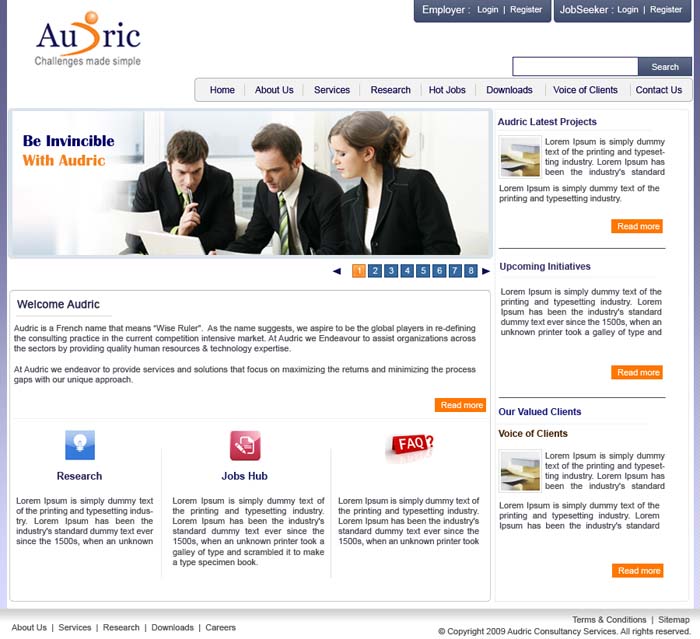 Employer : Login | Register JobSeeker : Login | Register
Audric
Challenges made simple
Search
Home About Us Services Research Hot Jobs Downloads Voice of Clients Contact Us
Be Invincible
With Audric
1 2 3 4 5 6 7 8
Welcome Audric
Audric is a French name that means “Wise Ruler”. As the name suggests, we aspire to be the global players in re-defining
the consulting practice in the current competition intensive market. At Audric we Endeavour to assist organizations across
the sectors by providing quality human resources & technology expertise.
At Audric we endeavor to provide services and solutions that focus on maximizing the returns and minimizing the process
gaps with our unique approach.
Read more
Research
Lorem Ipsum is simply dummy text
of the printing and typesetting indus-
try. Lorem Ipsum has been the
industry's standard dummy text ever
since the 1500s, when an unknown
Jobs Hub
Lorem Ipsum is simply dummy text of
the printing and typesetting industry.
Lorem Ipsum has been the industry's
standard dummy text ever since the
1500s, when an unknown printer took a
galley of type and scrambled it to make
a type specimen book.
FAQ?
Lorem Ipsum is simply dummy text of
the printing and typesetting industry.
Lorem Ipsum has been the industry's
standard dummy text ever since the
1500s, when an unknown printer took
Audric Latest Projects
Lorem Ipsum is simply dummy
text of the printing and typeset-
ting industry. Lorem Ipsum has
been the industry's standard
Lorem Ipsum is simply dummy text of the
printing and typesetting industry.
Read more
Upcoming Initiatives
Lorem Ipsum is simply dummy text of the
printing and typesetting industry. Lorem
Ipsum has been the industry's standard
dummy text ever since the 1500s, when an
unknown printer took a galley of type and
Read more
Our Valued Clients
Voice of Clients
Lorem Ipsum is simply dummy
text of the printing and typeset-
ting industry. Lorem Ipsum has
been the industry's standard
Lorem Ipsum is simply dummy text of the
Lorem Ipsum has been the
industry's standard
Read more
About Us | Services | Research | Downloads | Careers
Terms & Conditions | Sitemap
© Copyright 2009 Audric Consultancy Services. All rights reserved.